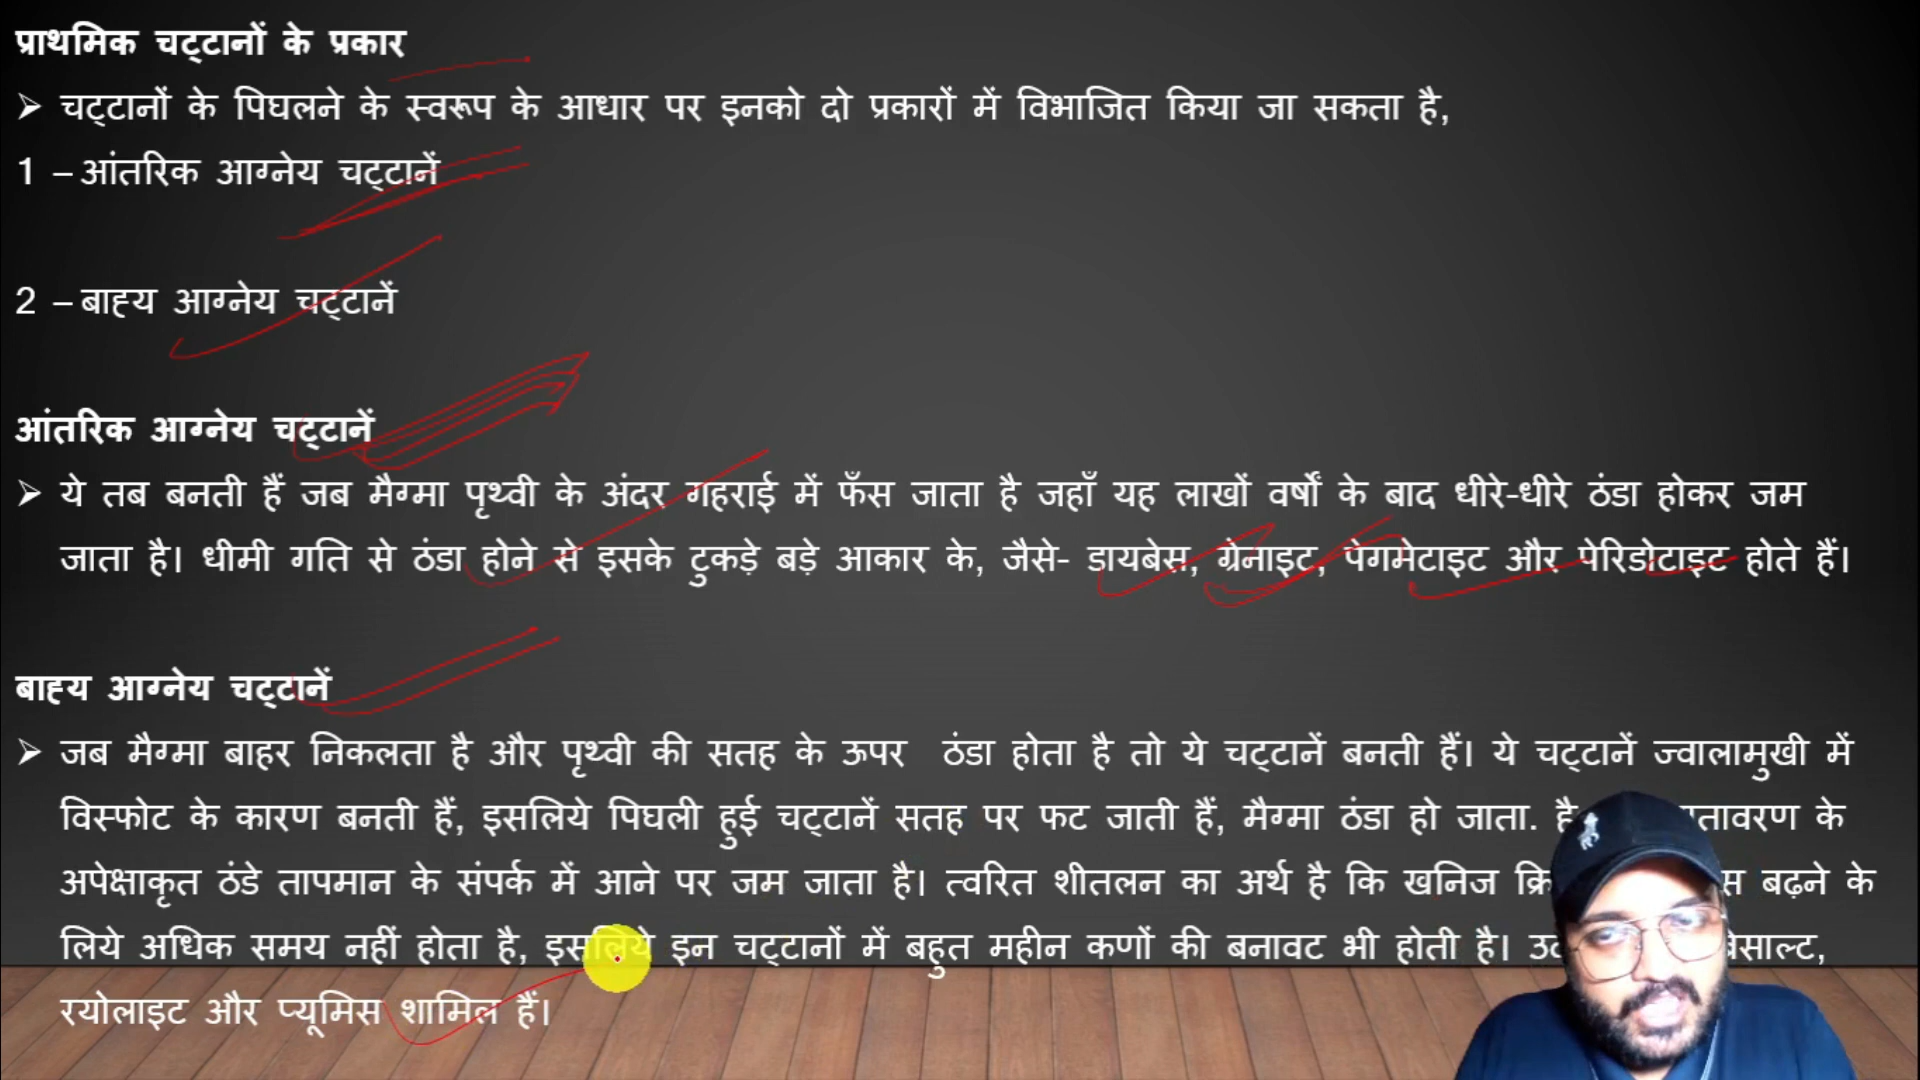 प्राथमिक चट्टानों के प्रकार
➢ चट्टानों के पिघलने के स्वरूप के आधार पर इनको दो प्रकारों में विभाजित किया जा सकता है,
1 – आंतरिक आग्नेय चट्टानें
2 – बाह्य आग्नेय चट्टानें
आंतरिक आग्नेय चट्टानें
➢ ये तब बनती हैं जब मैग्मा पृथ्वी के अंदर गहराई में फँस जाता है जहाँ यह लाखों वर्षों के बाद धीरे-धीरे ठंडा होकर जम
जाता है। धीमी गति से ठंडा होने से इसके टुकड़े बड़े आकार के, जैसे- डायबेस, ग्रेनाइट, पेगमेटाइट और पेरिडोटाइट होते हैं।
बाह्य आग्नेय चट्टानें
➢ जब मैग्मा बाहर निकलता है और पृथ्वी की सतह के ऊपर ठंडा होता है तो ये चट्टानें बनती हैं। ये चट्टानें ज्वालामुखी में
विस्फोट के कारण बनती हैं, इसलिये पिघली हुई चट्टानें सतह पर फट जाती हैं, मैग्मा ठंडा हो जाता. है के
अपेक्षाकृत ठंडे तापमान के संपर्क में आने पर जम जाता है। त्वरित शीतलन का अर्थ है कि खनिज बढ़ने के
लिये अधिक समय नहीं होता है, इसलिये इन चट्टानों में बहुत महीन कणों की बनावट भी होती है।
रयोलाइट और प्यूमिस शामिल हैं।